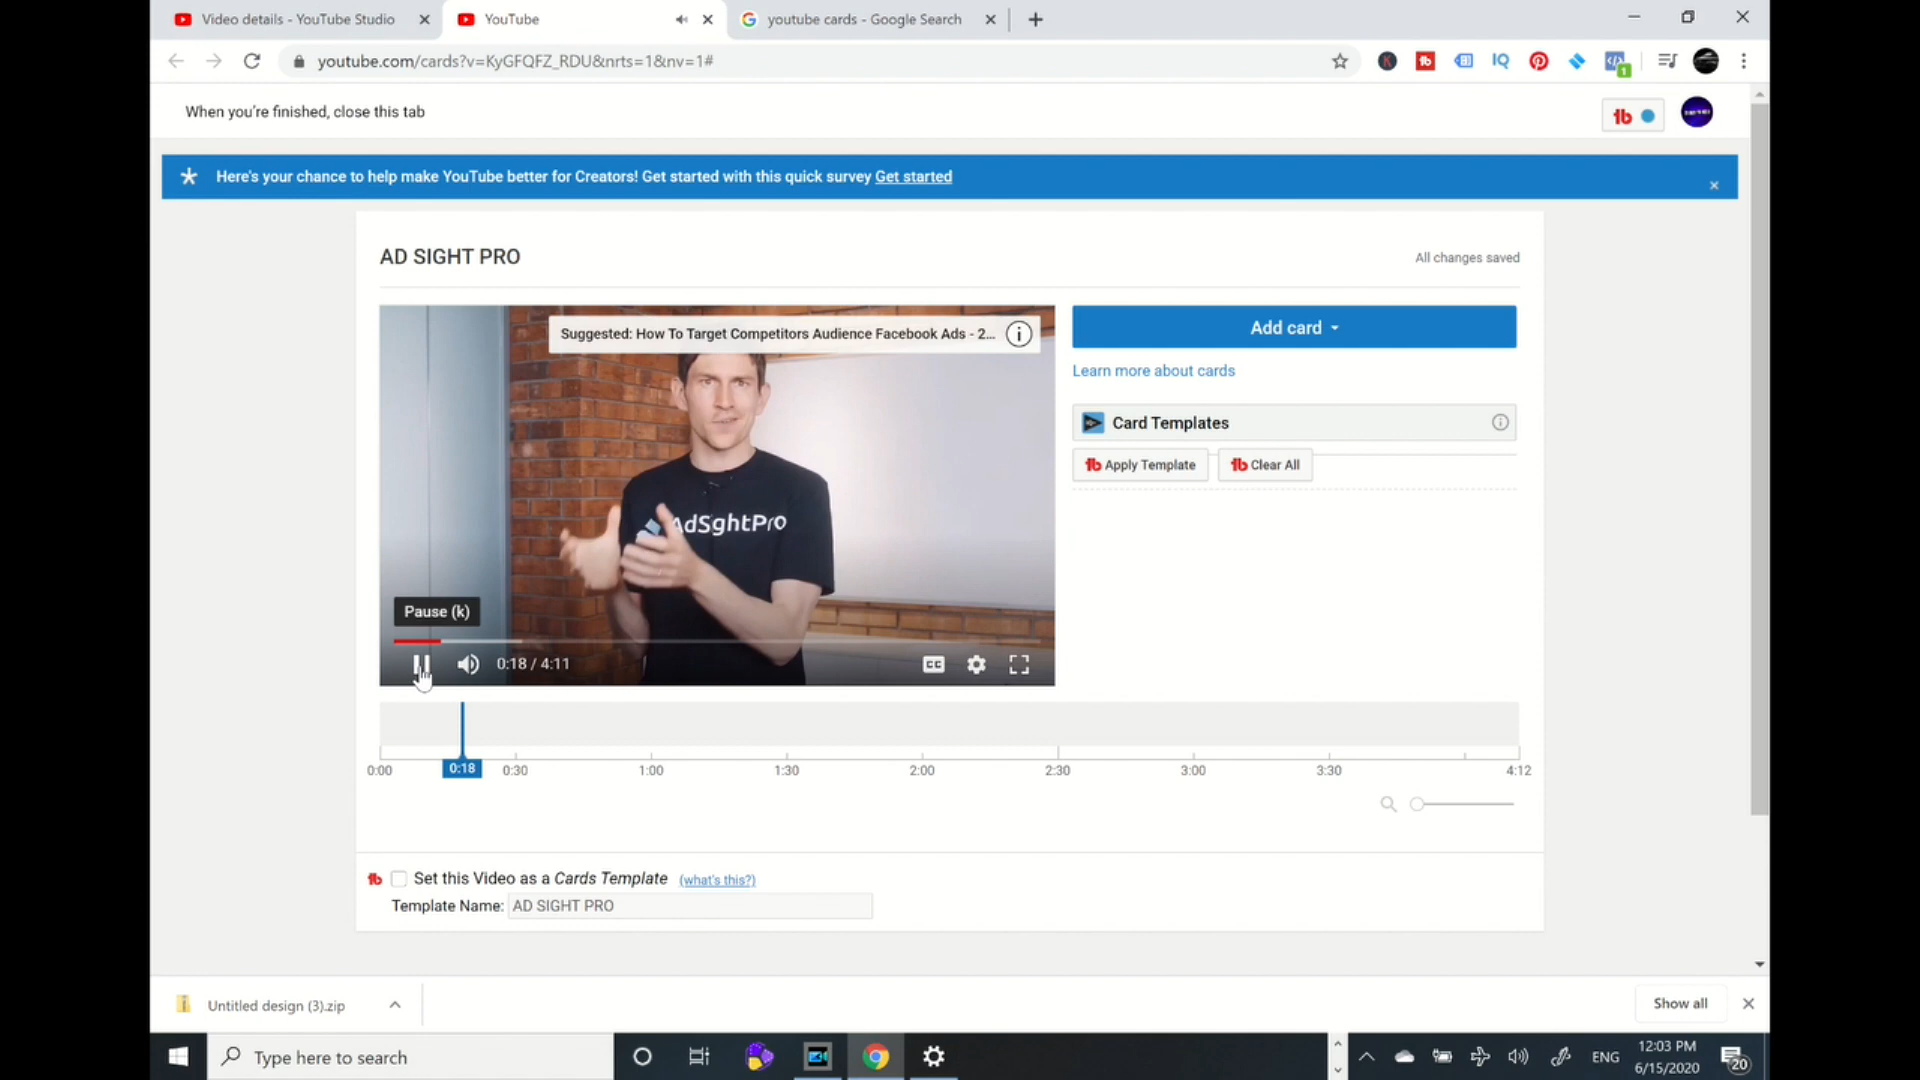 Video details - YouTube Studio
YouTube
youtube cards - Google Search
youtube.com/cards?v=KyGFQFZ_RDU&nrts=1&nv=1#
IQ
1
When you're finished, close this tab
Here's your chance to help make YouTube better for Creators! Get started with this quick survey Get started
AD SIGHT PRO
All changes saved
Suggested: How To Target Competitors Audience Facebook Ads - 2...
Add card
Learn more about cards
Card Templates
Apply Template
Clear All
AdSghtPro
Pause (k)
0:18 / 4:11
CC
0:00
0:18
0:30
1:00
1:30
2:00
2:30
3:00
3:30
4:12
Set this Video as a Cards Template (what's this?)
Template Name: AD SIGHT PRO
Untitled design (3).zip
Show all
Type here to search
ENG
12:03 PM
6/15/2020
20